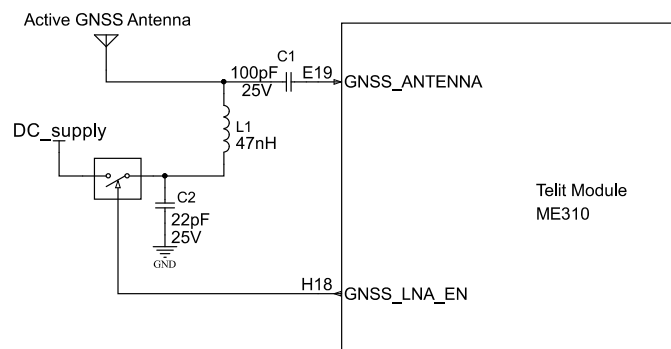 Active GNSS Antenna
C1
100pF
25V
E19
GNSS_ANTENNA
L1
47nH
DC_supply
C2
22pF
25V
GND
Telit Module
ME310
H18
GNSS_LNA_EN